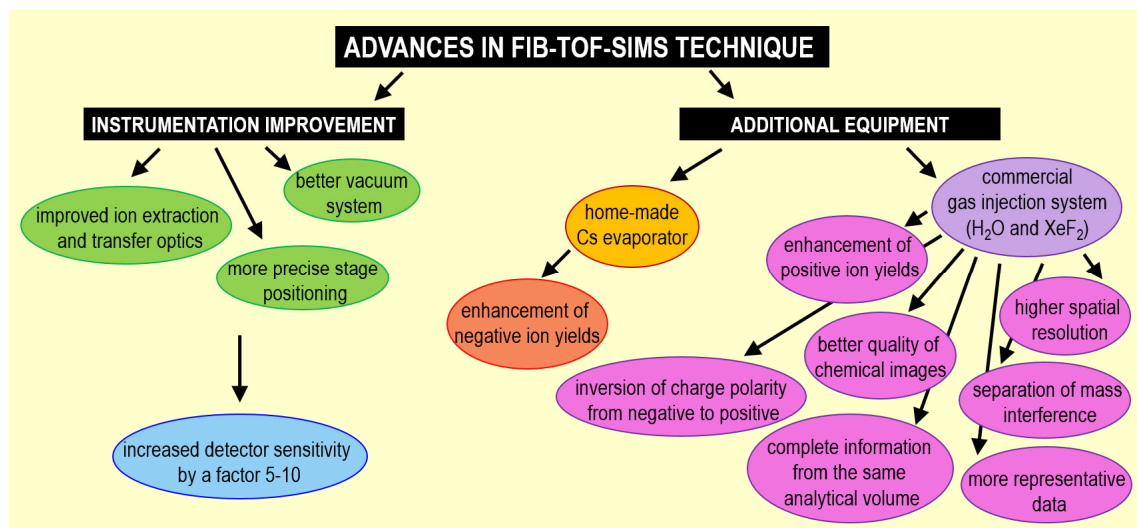 ADVANCES IN FIB-TOF-SIMS TECHNIQUE
INSTRUMENTATION IMPROVEMENT
improved ion extraction
and transfer optics
better vacuum
system
more precise stage
positioning
increased detector sensitivity
by a factor 5-10
ADDITIONAL EQUIPMENT
home-made
Cs evaporator
enhancement of
negative ion yields
commercial
gas injection system
(H₂O and XeF₂)
enhancement of
positive ion yields
inversion of charge polarity
from negative to positive
better quality of
chemical images
complete information
from the same
analytical volume
higher spatial
resolution
separation of mass
interference
more representative
data